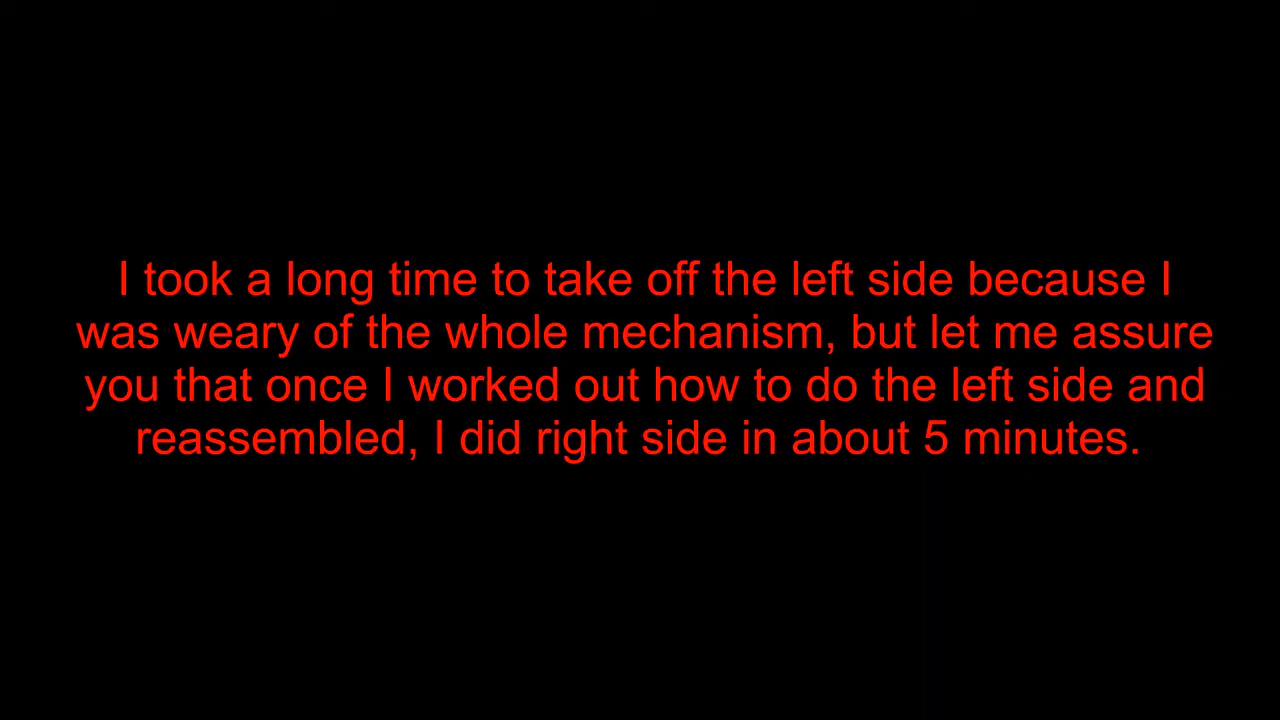 I took a long time to take off the left side because I
was weary of the whole mechanism, but let me assure
you that once I worked out how to do the left side and
reassembled, I did right side in about 5 minutes.